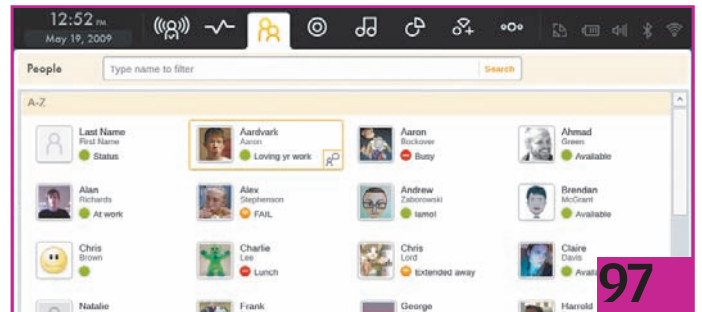 12:52 PM
May 19, 2009
People
Type name to filter
Search
A-Z
Last Name
First Name
Status
Aardvark
Aaron
Loving yr work
Aaron
Bockover
Busy
Ahmad
Green
Available
Alan
Richards
At work
Alex
Stephenson
FAIL
Andrew
Zaborowski
lamol
Brendan
McGrant
Available
Chris
Brown
Charlie
Lee
Lunch
Chris
Lord
Extended away
Claire
Davis
Natalie
Frank
George
Harrold
97